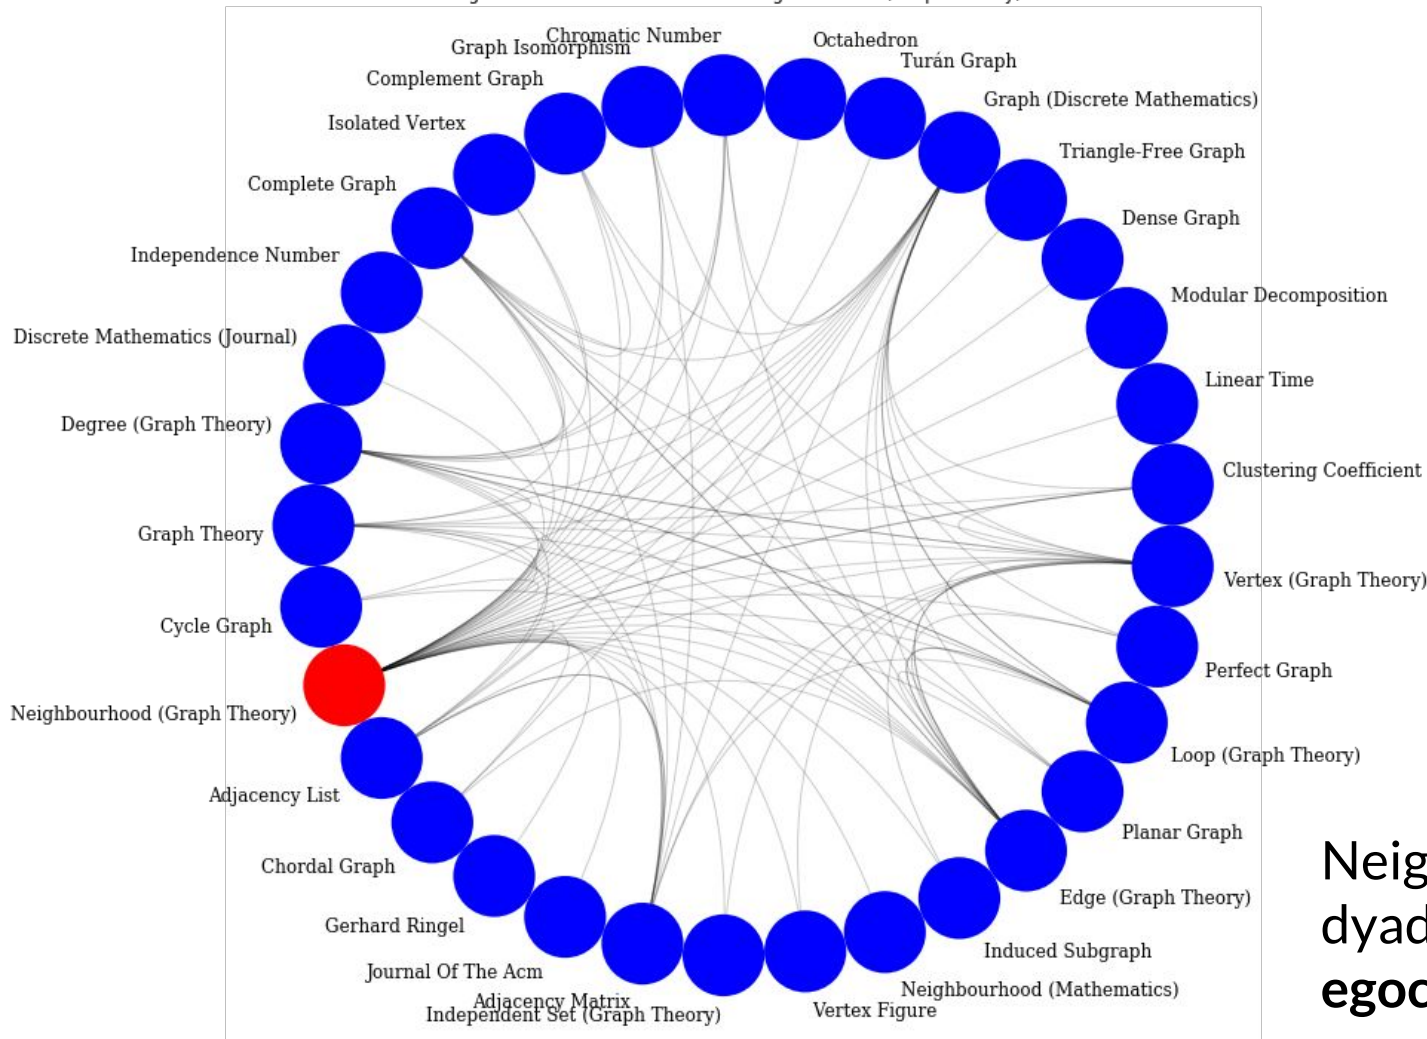 Chromatic Number
Octahedron
Graph Isomorphism
Turán Graph
Complement Graph
Graph (Discrete Mathematics)
Isolated Vertex
Triangle-Free Graph
Complete Graph
Dense Graph
Independence Number
Modular Decomposition
Discrete Mathematics (Journal)
Linear Time
Degree (Graph Theory)
Clustering Coefficient
Graph Theory
Vertex (Graph Theory)
Cycle Graph
Perfect Graph
Neighbourhood (Graph Theory)
Loop (Graph Theory)
Adjacency List
Planar Graph
Chordal Graph
Edge (Graph Theory)
Gerhard Ringel
Induced Subgraph
Journal Of The Acm
Neighbourhood (Mathematics)
Adjacency Matrix
Vertex Figure
Independent Set (Graph Theory)
Neig
dyad
egoc